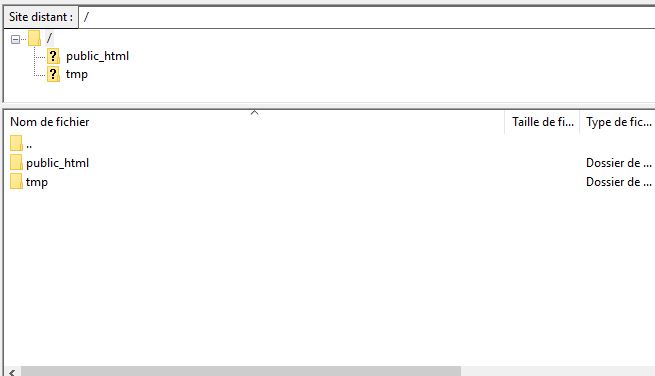 Site distant : /
/
public_html
tmp
Nom de fichier Taille de fi... Type de fic...
..
public_html Dossier de ...
tmp Dossier de ...